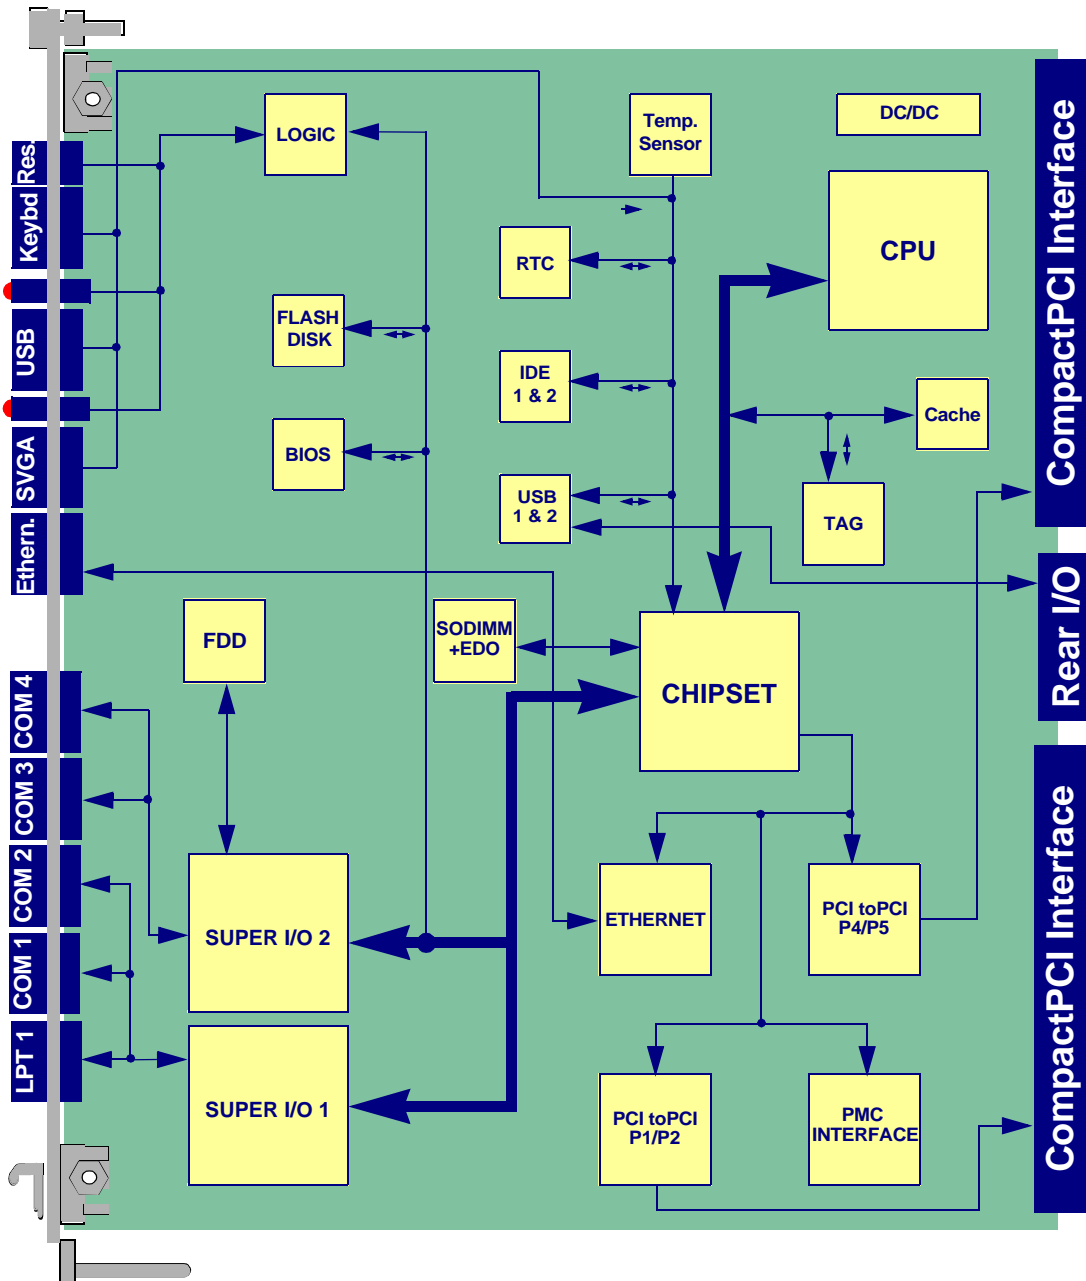 Res.
Keybd
USB
SVGA
Ethern.
COM 4
COM 3
COM 2
COM 1
LPT 1
LOGIC
Temp.
Sensor
DC/DC
CPU
RTC
FLASH
DISK
IDE
1 & 2
Cache
BIOS
USB
1 & 2
TAG
FDD
SODIMM
+EDO
CHIPSET
SUPER I/O 2
ETHERNET
PCI toPCI
P4/P5
SUPER I/O 1
PCI toPCI
P1/P2
PMC
INTERFACE
CompactPCI Interface
Rear I/O
CompactPCI Interface